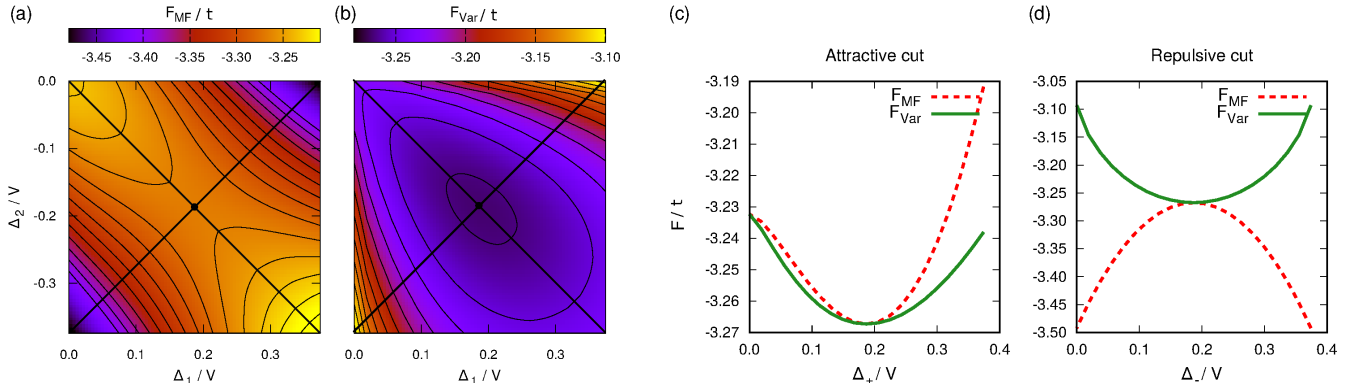 (a)
F_MF / t
-3.45 -3.40 -3.35 -3.30 -3.25
Δ_2 / V
0.0
-0.1
-0.2
-0.3
0.0 0.1 0.2 0.3
Δ_1 / V
(b)
F_Var / t
-3.25 -3.20 -3.15 -3.10
0.0 0.1 0.2 0.3
Δ_1 / V
(c)
Attractive cut
F_MF
F_Var
F / t
-3.19
-3.20
-3.21
-3.22
-3.23
-3.24
-3.25
-3.26
-3.27
0.0 0.1 0.2 0.3 0.4
Δ_+ / V
(d)
Repulsive cut
F_MF
F_Var
-3.05
-3.10
-3.15
-3.20
-3.25
-3.30
-3.35
-3.40
-3.45
-3.50
0.0 0.1 0.2 0.3 0.4
Δ_- / V